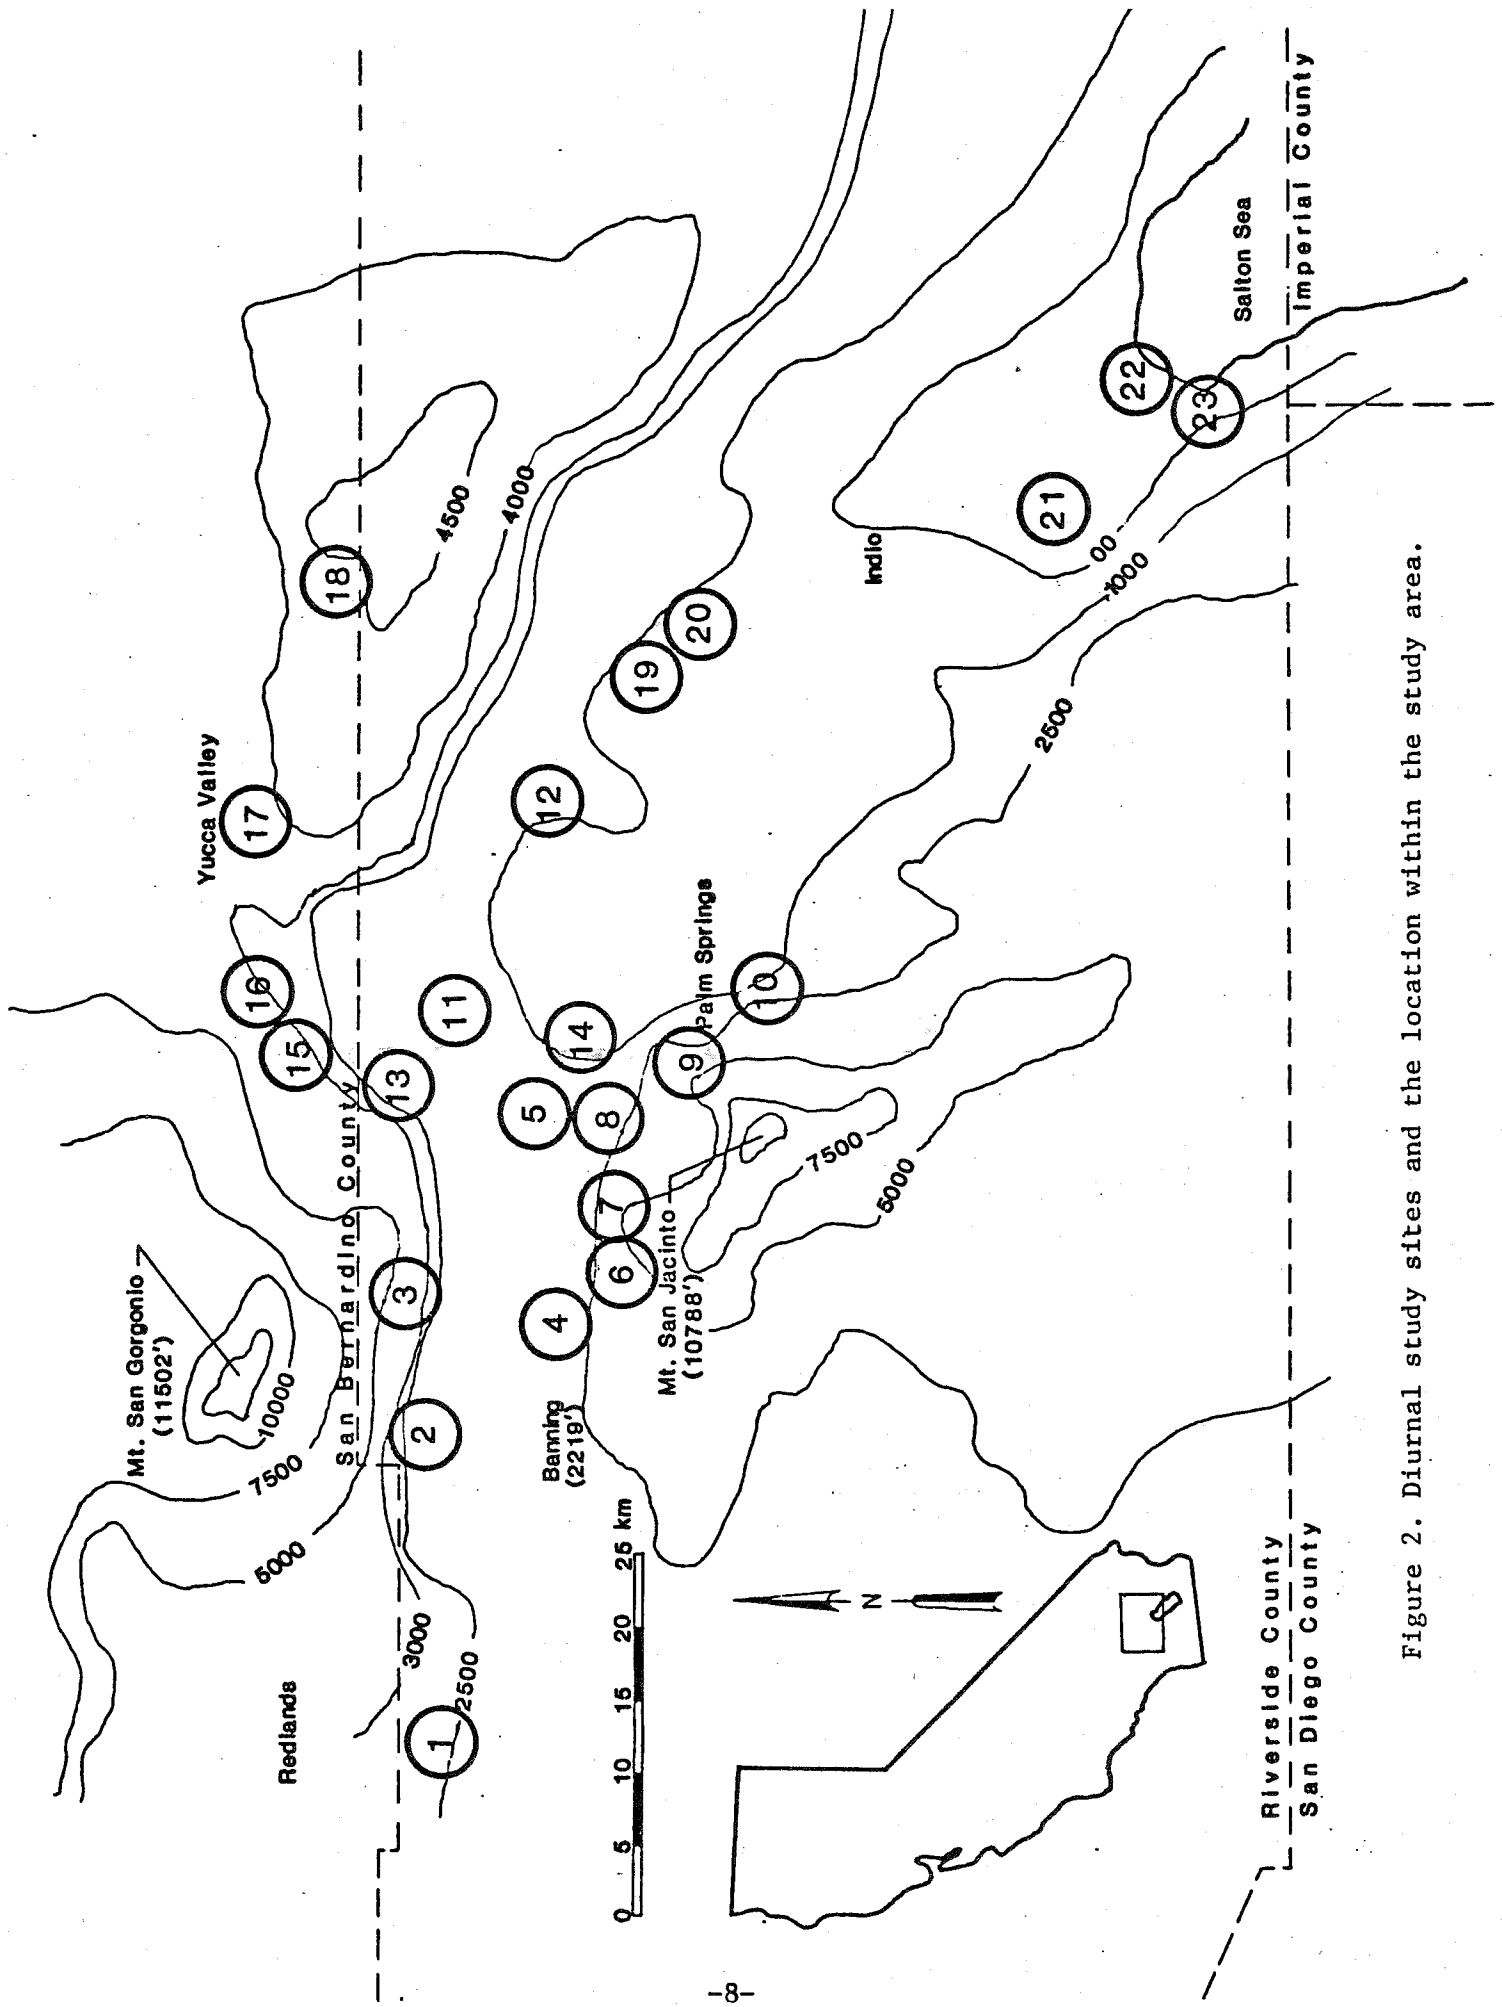 Mt. San Gorgonio
(11502')
10000
7500
5000
Redlands
3000
2500
San Bernardino County
Yucca Valley
4500
4000
1
2
3
4
5
6
7
8
9
10
11
12
13
14
15
16
17
18
19
20
21
22
23
Banning
(2219')
Mt. San Jacinto
(10788')
7500
5000
Palm Springs
2500
Indio
00
-1000
Salton Sea
Imperial County
0 5 10 15 20 25 km
N
Riverside County
San Diego County
Figure 2. Diurnal study sites and the location within the study area.
-8-